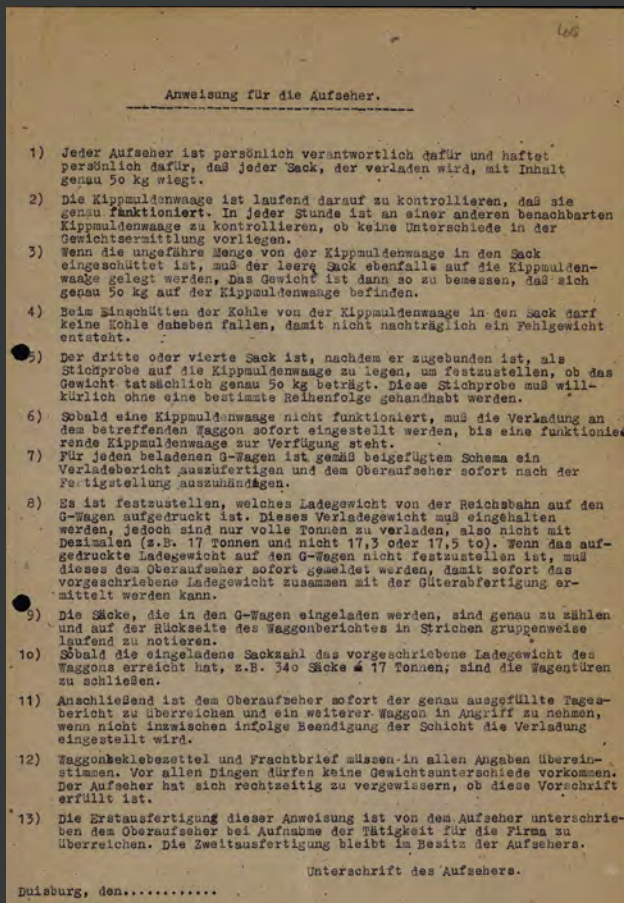 Anweisung für die Aufseher.
1) Jeder Aufseher ist persönlich verantwortlich dafür und haftet
persönlich dafür, daß jeder Sack, der verladen wird, mit Inhalt
genau 50 kg wiegt.
2) Die Kippmuldenwaage ist laufend darauf zu kontrollieren, daß sie
genau funktioniert. In jeder Stunde ist an einer anderen benachbarten
Kippmuldenwaage zu kontrollieren, ob keine Unterschiede in der
Gewichtsermittlung vorliegen.
3) Wenn die ungefähre Menge von der Kippmuldenwaage in den Sack
eingeschüttet ist, muß der leere Sack ebenfalls auf die Kippmulden-
waage gelegt werden, Das Gewicht ist dann so zu bemessen, daß sich
genau 50 kg auf der Kippmuldenwaage befinden.
4) Beim Einschütten der Kohle von der Kippmuldenwaage in den Sack darf
keine Kohle daneben fallen, damit nicht nachträglich ein Fehlgewicht
entsteht.
5) Der dritte oder vierte Sack ist, nachdem er zugebunden ist, als
Stichprobe auf die Kippmuldenwaage zu legen, um festzustellen, ob das
Gewicht tatsächlich genau 50 kg beträgt. Diese Stichprobe muß will-
kürlich ohne eine bestimmte Reihenfolge gehandhabt werden.
6) Sobald eine Kippmuldenwaage nicht funktioniert, muß die Verladung an
dem betreffenden Waggon sofort eingestellt werden, bis eine funktionie
rende Kippmuldenwaage zur Verfügung steht.
7) Für jeden beladenen G-Wagen ist gemäß beigefügtem Schema ein
Verladebericht auszufertigen und dem Oberaufseher sofort nach der
Fertigstellung auszuhändigen.
8) Es ist festzustellen, welches Ladegewicht von der Reichsbahn auf den
G-Wagen aufgedruckt ist. Dieses Verladegewicht muß eingehalten
werden, jedoch sind nur volle Tonnen zu verladen, also nicht mit
Dezimalen (z.B. 17 Tonnen und nicht 17,3 oder 17,5 to). Wenn das auf-
gedruckte Ladegewicht auf den G-Wagen nicht festzustellen ist, muß
dieses dem Oberaufseher sofort gemeldet werden, damit sofort das
vorgeschriebene Ladegewicht zusammen mit der Güterabfertigung er-
mittelt werden kann.
9) Die Säcke, die in den G-Wagen eingeladen werden, sind genau zu zählen
und auf der Rückseite des Waggonberichtes in Strichen gruppenweise
laufend zu notieren.
10) Sobald die eingeladene Sackzahl das vorgeschriebene Ladegewicht des
Waggons erreicht hat, z.B. 340 Säcke = 17 Tonnen, sind die Wagentüren
zu schließen.
11) Anschließend ist dem Oberaufseher sofort der genau ausgefüllte Tages-
bericht zu überreichen und ein weiterer Waggon in Angriff zu nehmen,
wenn nicht inzwischen infolge Beendigung der Schicht die Verladung
eingestellt wird.
12) Waggonbeklebezettel und Frachtbrief müssen in allen Angaben überein-
stimmen. Vor allen Dingen dürfen keine Gewichtsunterschiede vorkommen.
Der Aufseher hat sich rechtzeitig zu vergewissern, ob diese Vorschrift
erfüllt ist.
13) Die Erstausfertigung dieser Anweisung ist von dem Aufseher unterschrie-
ben dem Oberaufseher bei Aufnahme der Tätigkeit für die Firma zu
überreichen. Die Zweitausfertigung bleibt im Besitz der Aufsehers.
Unterschrift des Aufsehers.
Duisburg, den............